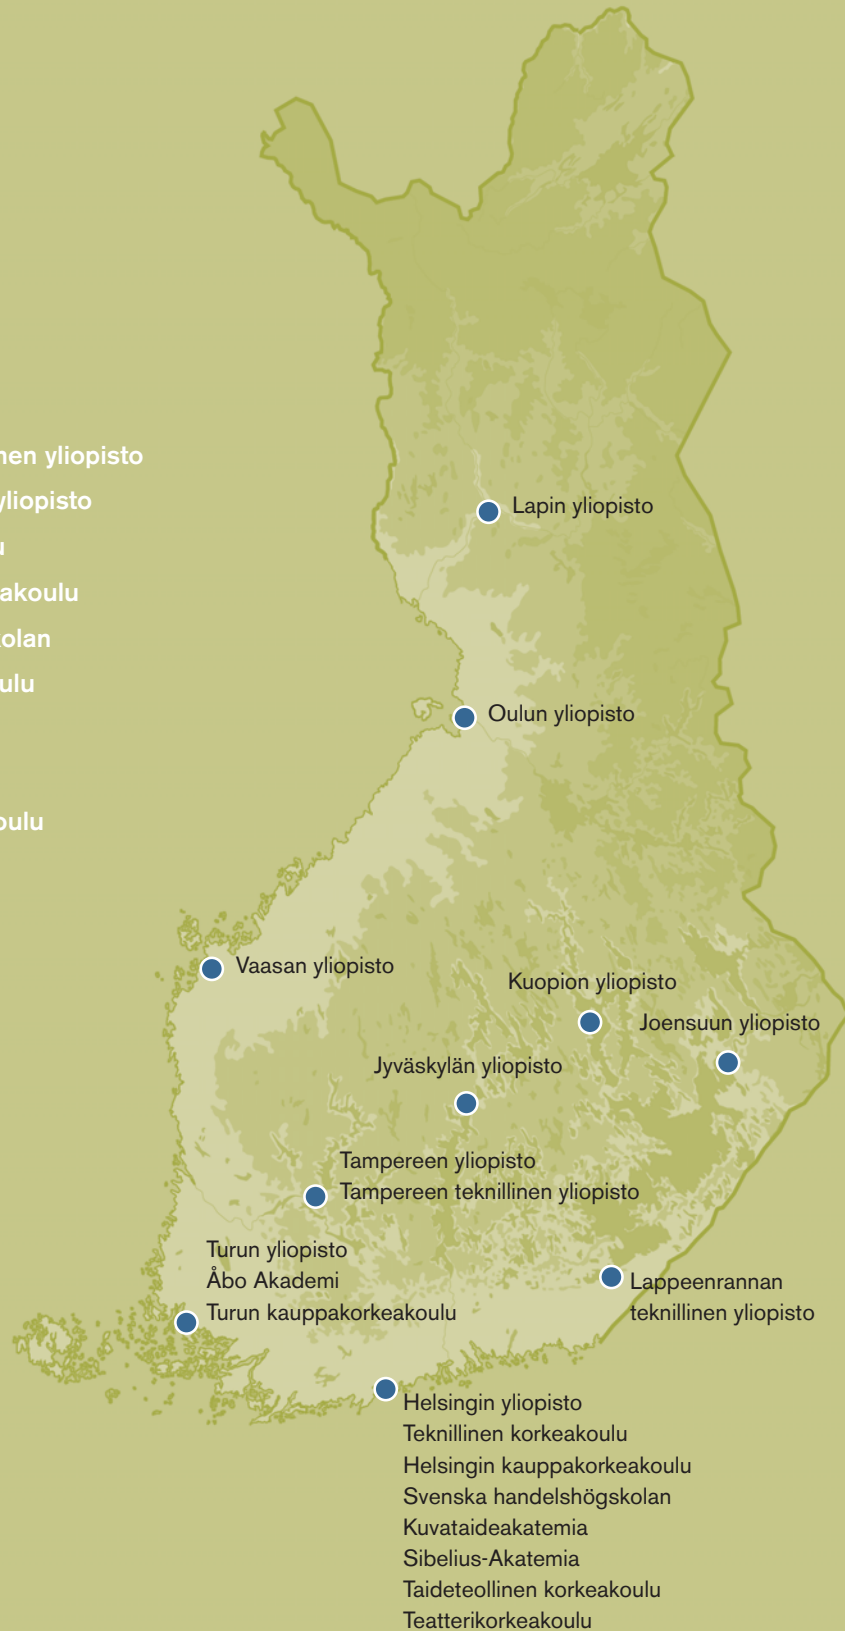 nen yliopisto
yliopisto
u
akoulu
kolan
ulu
oulu
Lapin yliopisto
Oulun yliopisto
Vaasan yliopisto
Kuopion yliopisto
Joensuun yliopisto
Jyväskylän yliopisto
Tampereen yliopisto
Tampereen teknillinen yliopisto
Turun yliopisto
Åbo Akademi
Turun kauppakorkeakoulu
Lappeenrannan
teknillinen yliopisto
Helsingin yliopisto
Teknillinen korkeakoulu
Helsingin kauppakorkeakoulu
Svenska handelshögskolan
Kuvataideakatemia
Sibelius-Akatemia
Taideteollinen korkeakoulu
Teatterikorkeakoulu